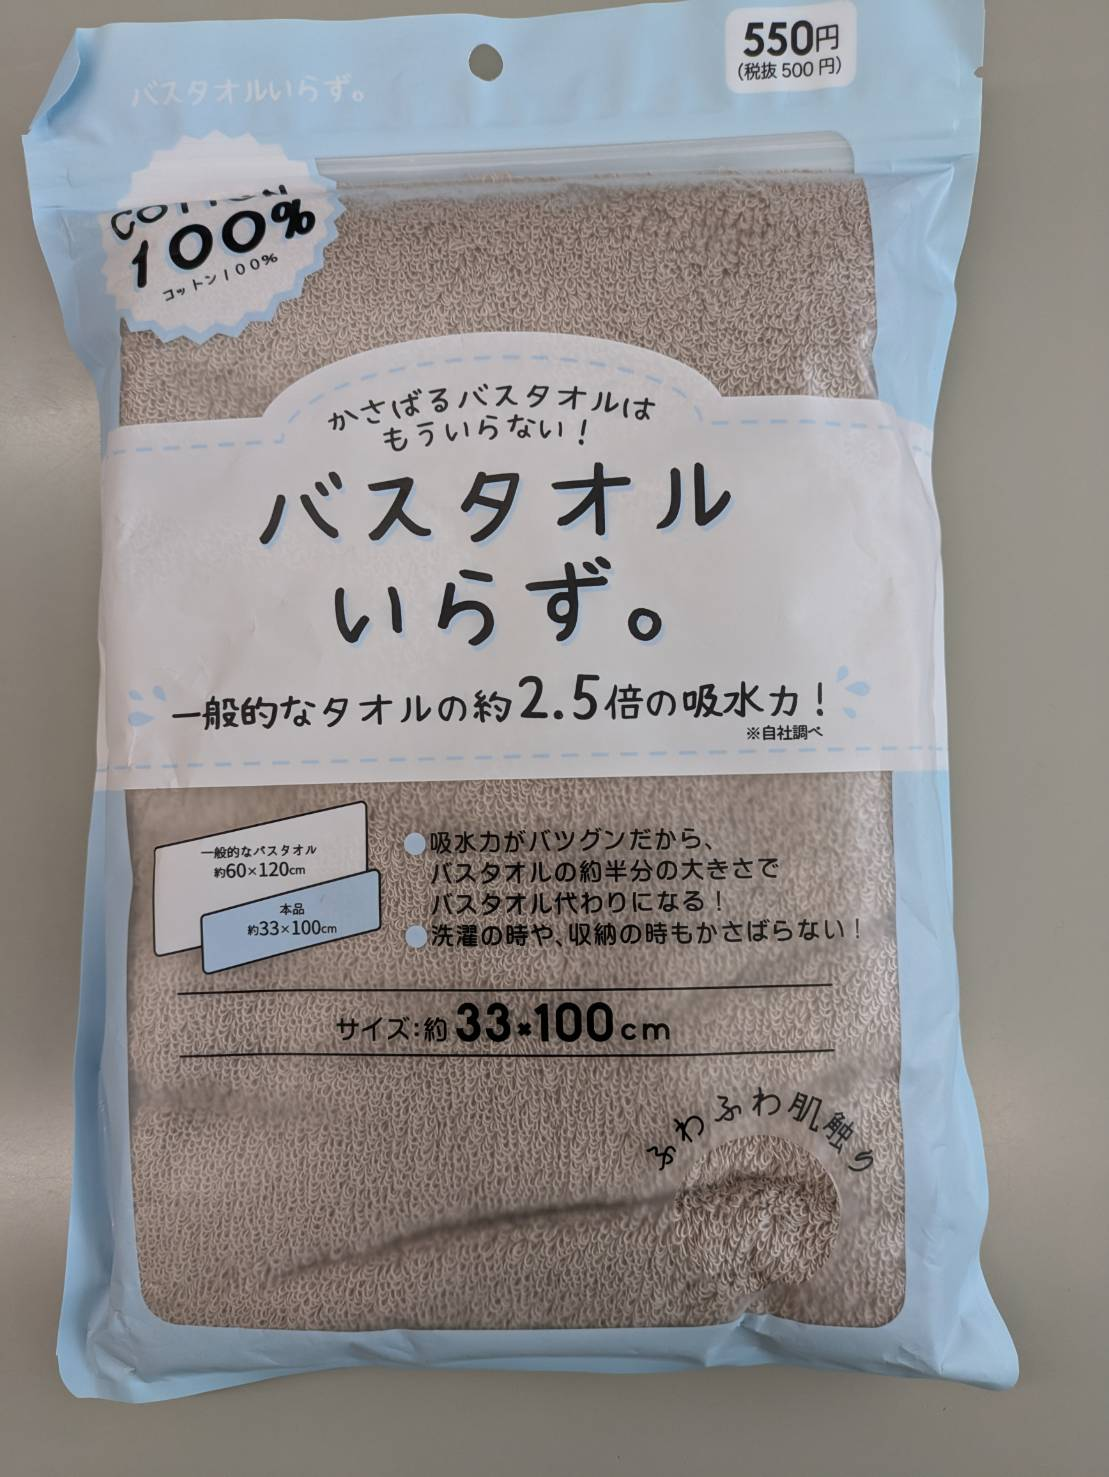 550円
(税抜500円)
バスタオルいらず。
COTTON
100%
コットン100%
かさばるバスタオルは
もういらない！
バスタオル
いらず。
一般的なタオルの約2.5倍の吸水力！
※自社調べ
一般的なバスタオル
約60×120cm
本品
約33×100cm
吸水力がバツグンだから、
バスタオルの約半分の大きさで
バスタオル代わりになる！
洗濯の時や、収納の時もかさばらない！
サイズ:約33×100cm
ふわふわ肌触り